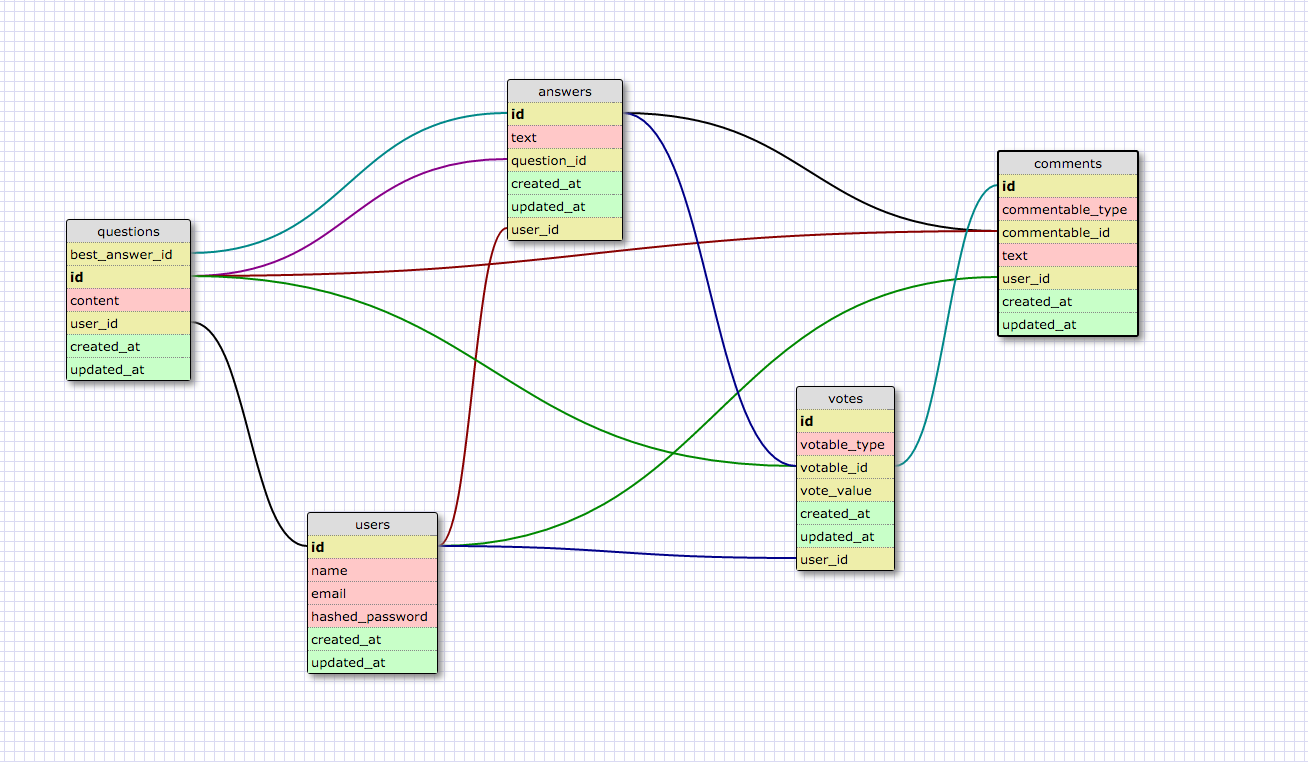 answers
id
text
question_id
created_at
updated_at
user_id
comments
id
commentable_type
commentable_id
text
user_id
created_at
updated_at
questions
best_answer_id
id
content
user_id
created_at
updated_at
votes
id
votable_type
votable_id
vote_value
created_at
updated_at
user_id
users
id
name
email
hashed_password
created_at
updated_at